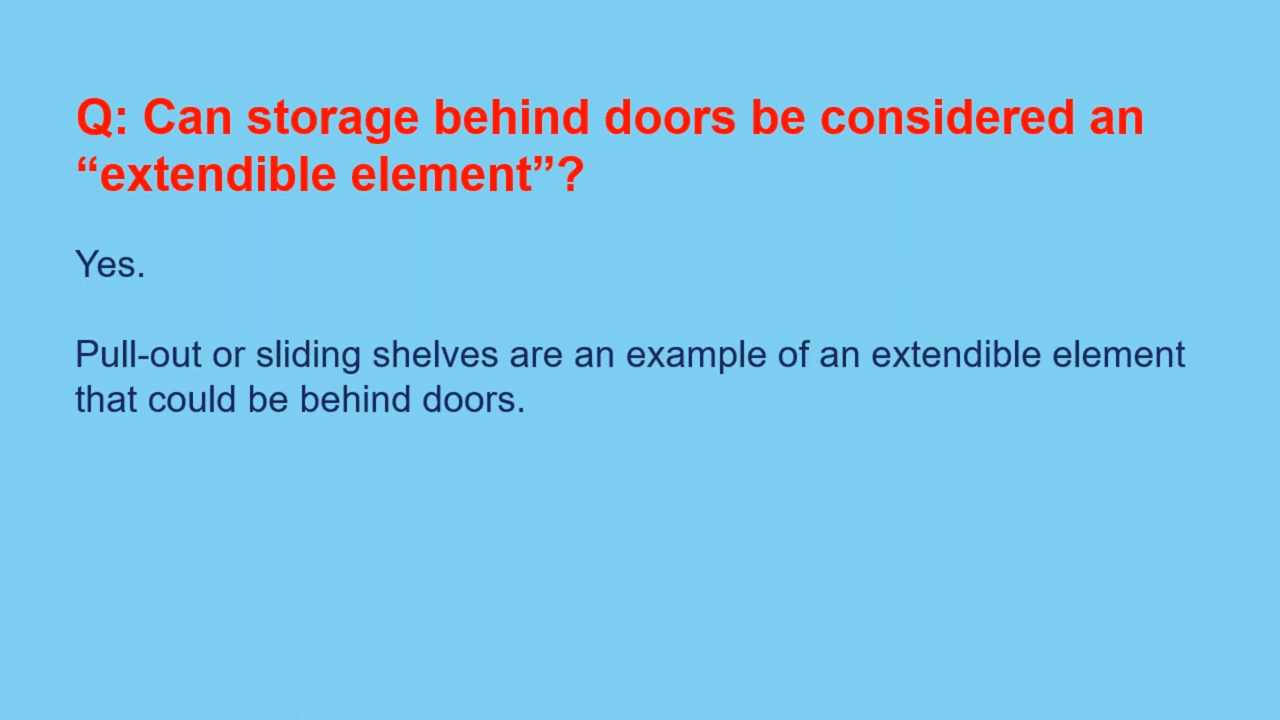 Q: Can storage behind doors be considered an
“extendible element”?
Yes.
Pull-out or sliding shelves are an example of an extendible element
that could be behind doors.